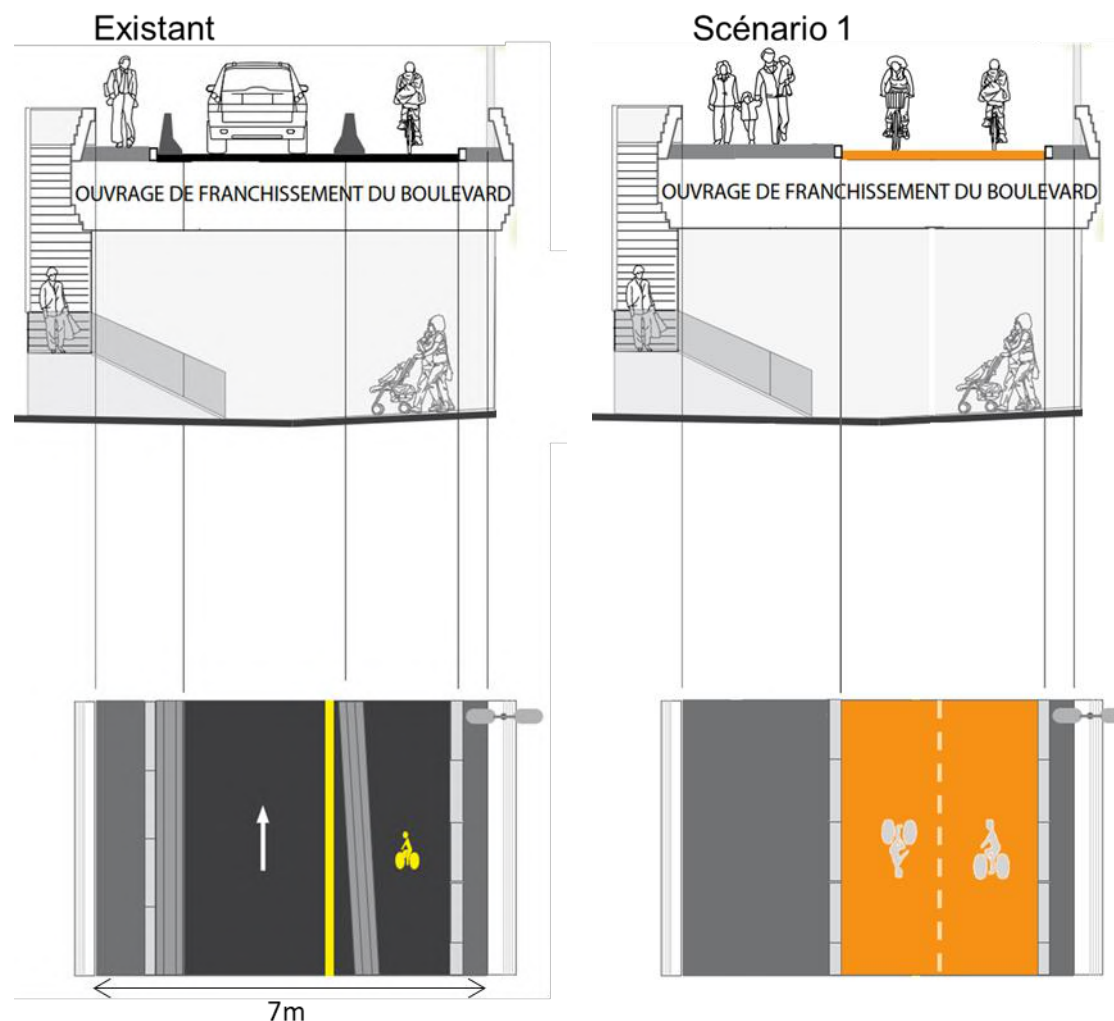 Existant
Scénario 1
OUVRAGE DE FRANCHISSEMENT DU BOULEVARD
OUVRAGE DE FRANCHISSEMENT DU BOULEVARD
7m